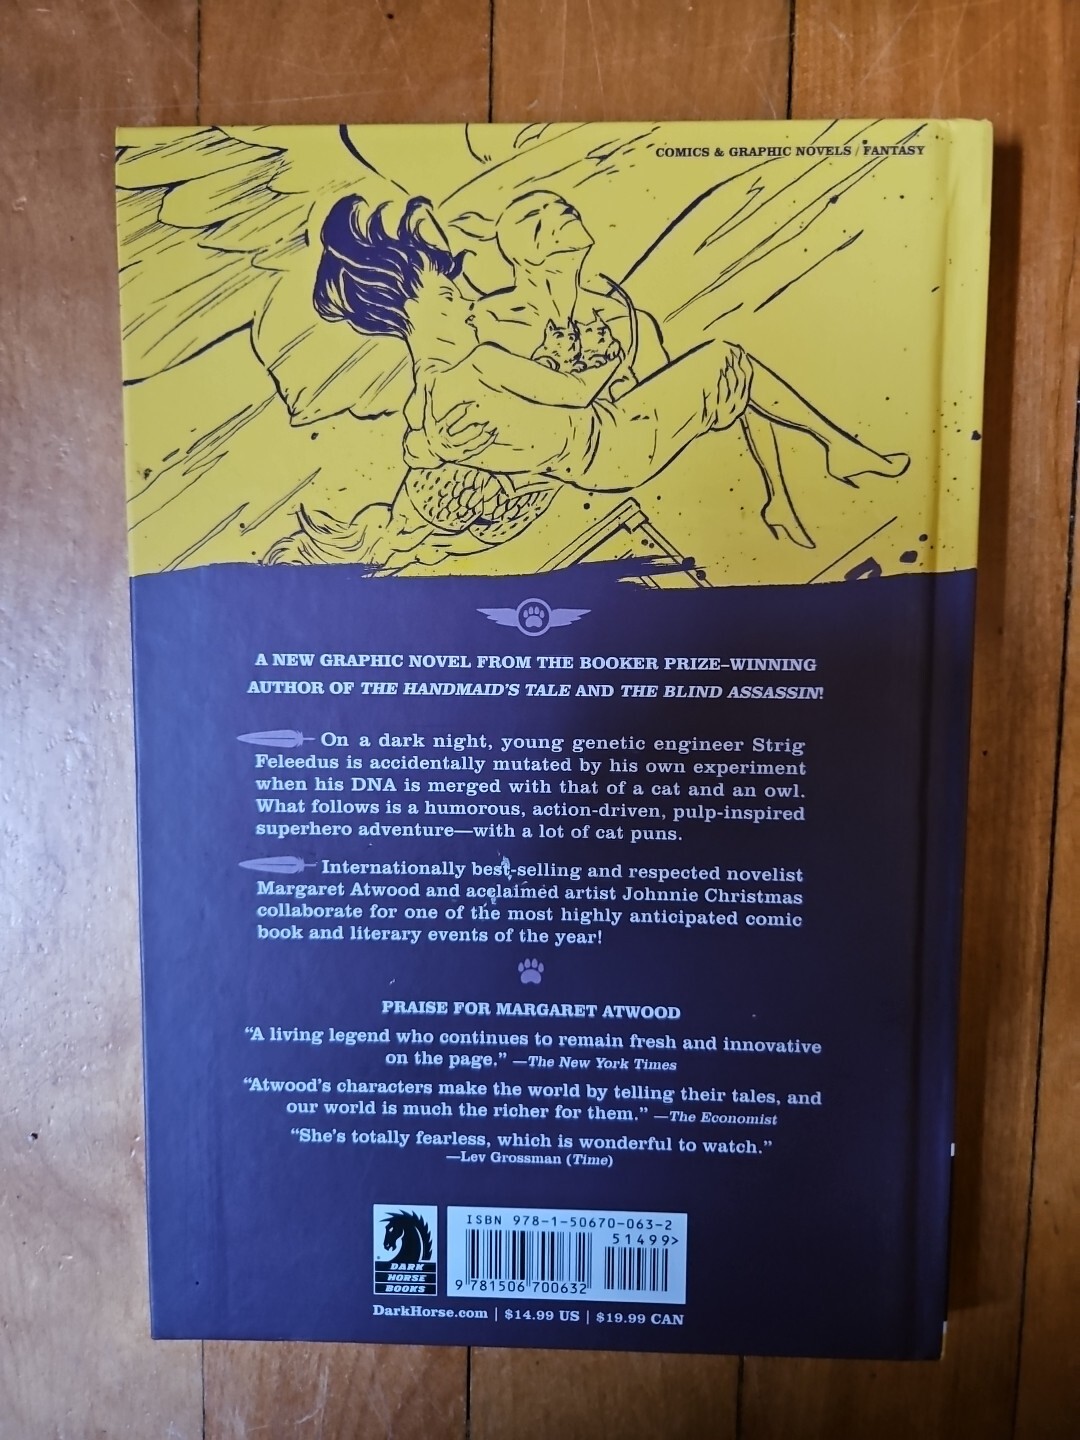 COMICS & GRAPHIC NOVELS / FANTASY
A NEW GRAPHIC NOVEL FROM THE BOOKER PRIZE–WINNING
AUTHOR OF THE HANDMAID'S TALE AND THE BLIND ASSASSIN!
On a dark night, young genetic engineer Strig
Feleedus is accidentally mutated by his own experiment
when his DNA is merged with that of a cat and an owl.
What follows is a humorous, action-driven, pulp-inspired
superhero adventure—with a lot of cat puns.
Internationally best-selling and respected novelist
Margaret Atwood and acclaimed artist Johnnie Christmas
collaborate for one of the most highly anticipated comic
book and literary events of the year!
PRAISE FOR MARGARET ATWOOD
“A living legend who continues to remain fresh and innovative
on the page.” —The New York Times
“Atwood's characters make the world by telling their tales, and
our world is much the richer for them.” —The Economist
“She's totally fearless, which is wonderful to watch.”
—Lev Grossman (Time)
ISBN 978-1-50670-063-2
51499>
9 781506 700632
DARK
HORSE
BOOKS
DarkHorse.com | $14.99 US | $19.99 CAN